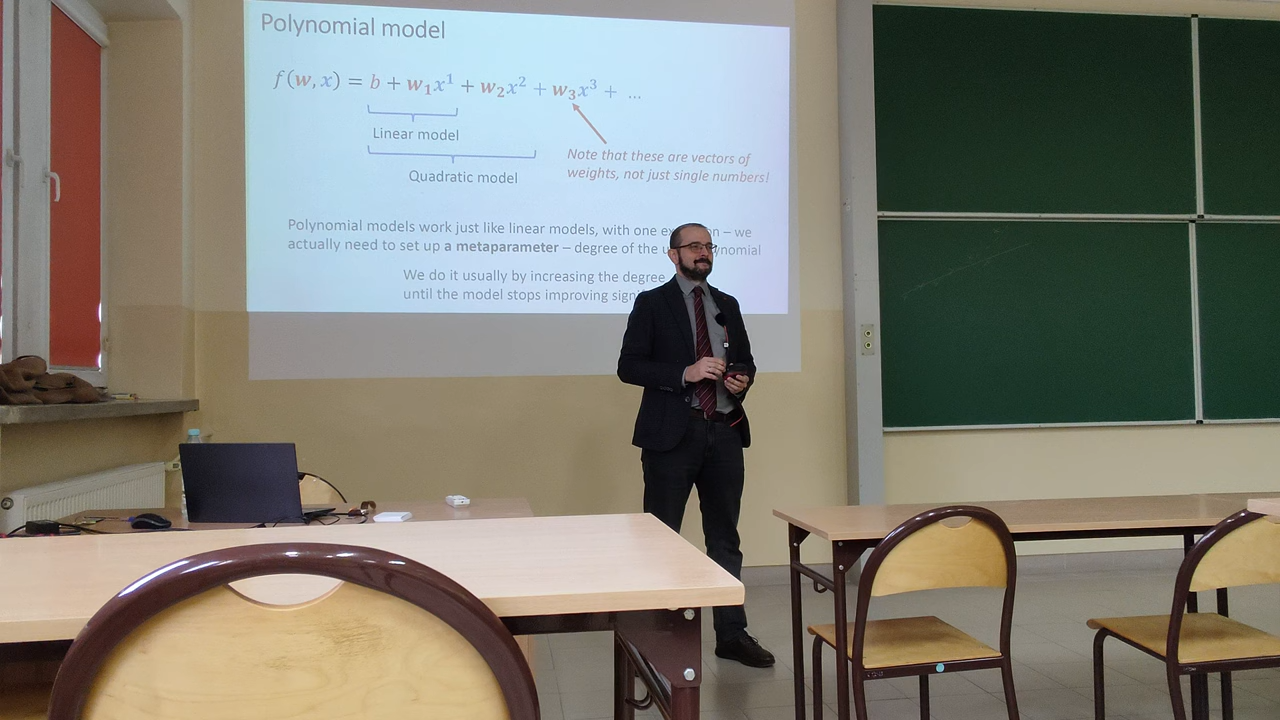 Polynomial model
f(w, x) = b + w₁x¹ + w₂x² + w₃x³ + ...
Linear model
Quadratic model
Note that these are vectors of
weights, not just single numbers!
Polynomial models work just like linear models, with one – we
actually need to set up a metaparameter – degree of the
We do it usually by increasing the degree
until the model stops improving